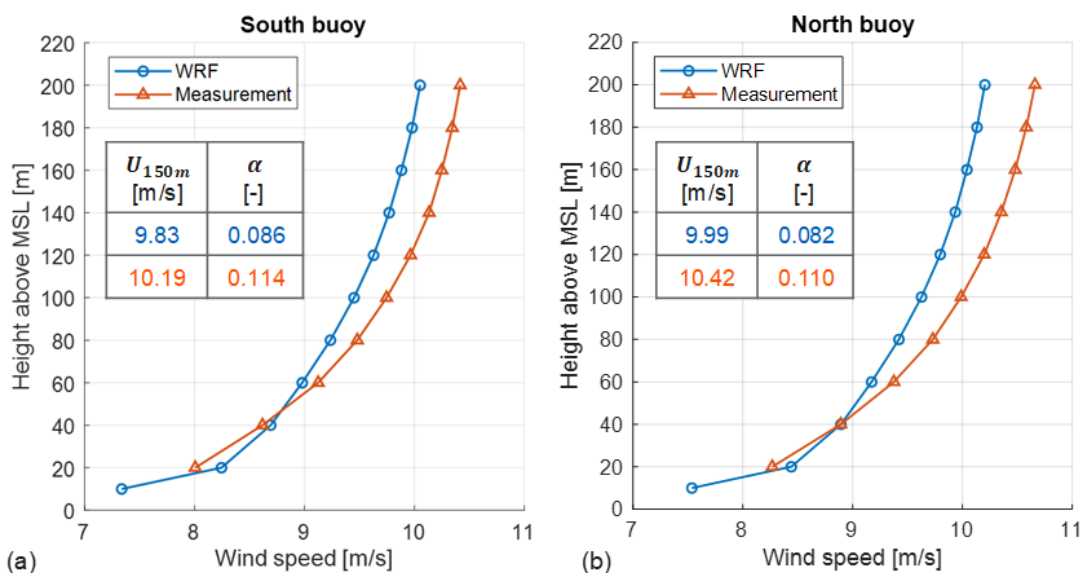 South buoy
220
200
180
160
140
120
100
80
60
40
20
0
Height above MSL [m]
WRF
Measurement
U150m [m/s] α [-]
9.83 0.086
10.19 0.114
7 8 9 10 11
Wind speed [m/s]
(a)
North buoy
220
200
180
160
140
120
100
80
60
40
20
0
Height above MSL [m]
WRF
Measurement
U150m [m/s] α [-]
9.99 0.082
10.42 0.110
7 8 9 10 11
Wind speed [m/s]
(b)